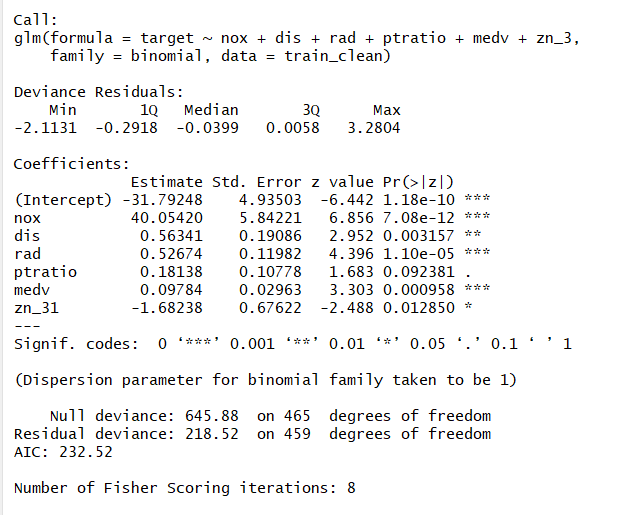 Call:
glm(formula = target ~ nox + dis + rad + ptratio + medv + zn_3,
    family = binomial, data = train_clean)

Deviance Residuals:
    Min       1Q   Median       3Q      Max
-2.1131  -0.2918  -0.0399   0.0058   3.2804

Coefficients:
             Estimate Std. Error z value Pr(>|z|)
(Intercept) -31.79248    4.93503  -6.442 1.18e-10 ***
nox          40.05420    5.84221   6.856 7.08e-12 ***
dis           0.56341    0.19086   2.952 0.003157 **
rad           0.52674    0.11982   4.396 1.10e-05 ***
ptratio       0.18138    0.10778   1.683 0.092381 .
medv          0.09784    0.02963   3.303 0.000958 ***
zn_31        -1.68238    0.67622  -2.488 0.012850 *
---
Signif. codes:  0 ‘***’ 0.001 ‘**’ 0.01 ‘*’ 0.05 ‘.’ 0.1 ‘ ’ 1

(Dispersion parameter for binomial family taken to be 1)

    Null deviance: 645.88  on 465  degrees of freedom
Residual deviance: 218.52  on 459  degrees of freedom
AIC: 232.52

Number of Fisher Scoring iterations: 8